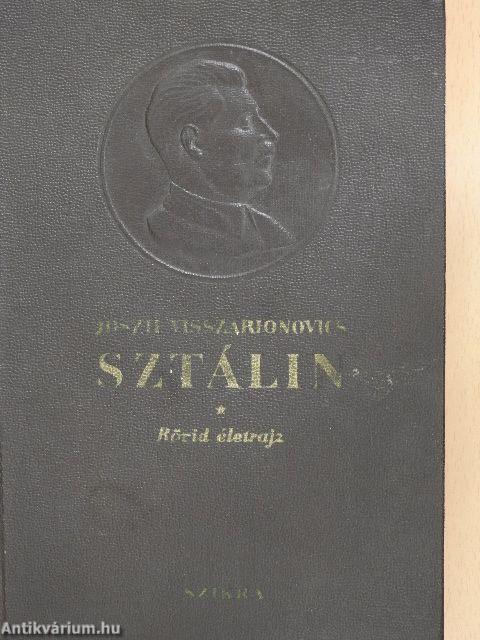 JOSZIF VISSZARIONOVICS
SZTÁLIN
★
Rövid életrajz
SZIKRA
Antikvárium.hu